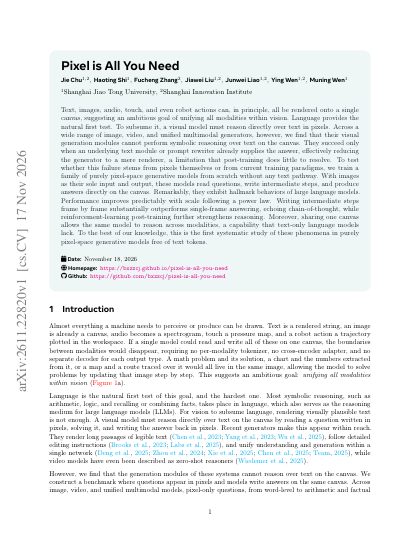 Pixel is All You Need
Jie Chu1,2, Haoting Shi1, Fucheng Zhang2, Jiawei Liu1,2, Junwei Liao1,2, Ying Wen1,2, Muning Wen1
1Shanghai Jiao Tong University, 2Shanghai Innovation Institute
Text, images, audio, touch, and even robot actions can, in principle, all be rendered onto a single
canvas, suggesting an ambitious goal of unifying all modalities within vision. Language provides the
natural first test. To subsume it, a visual model must reason directly over text in pixels. Across a
wide range of image, video, and unified multimodal generators, however, we find that their visual
generation modules cannot perform symbolic reasoning over text on the canvas. They succeed only
when an underlying text module or prompt rewriter already supplies the answer, effectively reducing
the generator to a mere renderer, a limitation that post-training does little to resolve. To
test whether this failure stems from pixels themselves or from current training paradigms, we train a
family of purely pixel-space generative models from scratch without any text pathway. With
images as their sole input and output, these models read questions, write intermediate steps, and produce
answers directly on the canvas. Remarkably, they exhibit hallmark behaviors of large language models.
Performance improves predictably with scale following a power law. Writing intermediate steps
frame by frame substantially outperforms single-frame answering, echoing chain-of-thought, while
reinforcement-learning post-training further strengthens reasoning. Moreover, sharing one canvas
allows the same model to reason across modalities, a capability that text-only language models
lack. To the best of our knowledge, this is the first systematic study of these phenomena in purely
pixel-space generative models free of text tokens.
Date: November 18, 2026
Homepage: https://bxzxcj.github.io/pixel-is-all-you-need
Github: https://github.com/bxzxcj/pixel-is-all-you-need
arXiv:2611.22820v1 [cs.CV] 17 Nov 2026
1 Introduction
Almost everything a machine needs to perceive or produce can be drawn. Text is a rendered string, an image
is already a canvas, audio becomes a spectrogram, touch a pressure map, and a robot action a trajectory
plotted in the workspace. If a single model could read and write all of these on one canvas, the boundaries
between modalities would disappear, requiring no per-modality tokenizer, no cross-encoder adapter, and no
separate decoder for each output type. A math problem and its solution, a chart and the numbers extracted
from it, or a map and a route traced over it would all live in the same image, allowing the model to solve
problems by updating that image step by step. This suggests an ambitious goal: unifying all modalities
within vision (Figure 1a).
Language is the natural first test of this goal, and the hardest one. Most symbolic reasoning, such as
arithmetic, logic, recalling or combining facts, takes place in language, which also serves as the reasoning
medium for large language models (LLMs). For vision to subsume language, rendering visually plausible text
is not enough. A visual model must reason directly over text on the canvas by reading a question written in
pixels, solving it, and writing the answer back in pixels. Recent generators make this appear within reach.
They render long passages of legible text (Chen et al., 2023; Yang et al., 2023; Wu et al., 2025), follow detailed
editing instructions (Brooks et al., 2023; Labs et al., 2025), and unify understanding and generation within a
single network (Deng et al., 2025; Zhou et al., 2024; Xie et al., 2025; Chen et al., 2025; Team, 2025), while
video models have even been described as zero-shot reasoners (Wiedemer et al., 2025).
However, we find that the generation modules of these systems cannot reason over text on the canvas. We
construct a benchmark where questions appear in pixels and models write answers on the same canvas. Across
image, video, and unified multimodal models, pixel-only questions, from word-level to arithmetic and factual
1